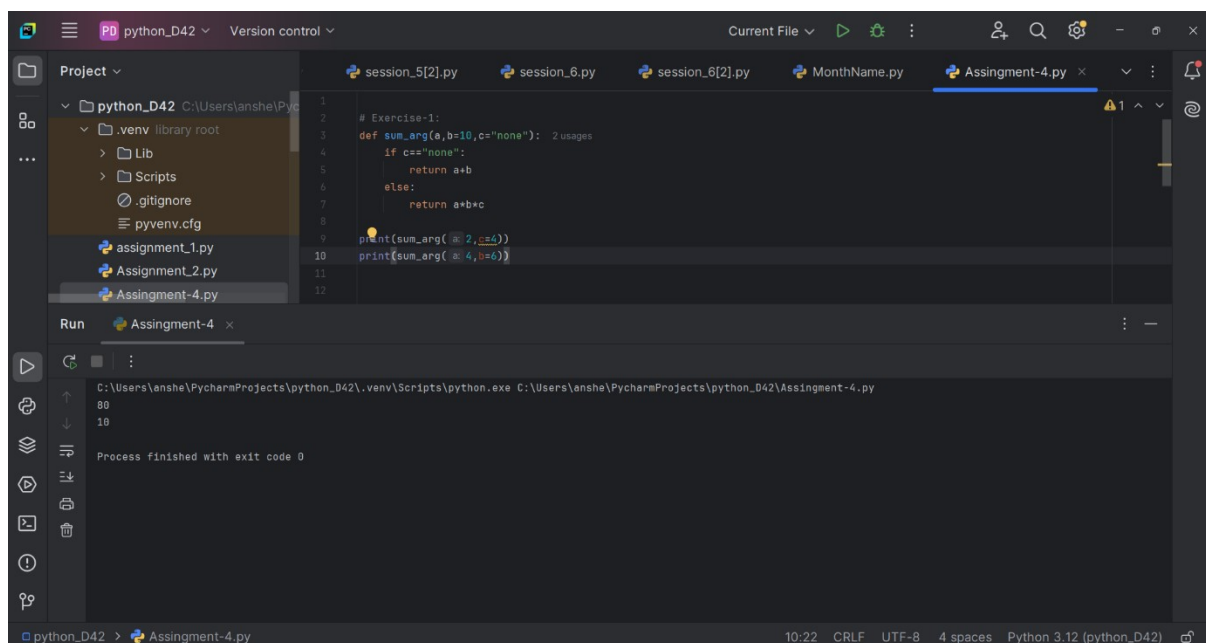 PC
PD python_D42
Version control
Current File
Project
session_5[2].py
session_6.py
session_6[2].py
MonthName.py
Assingment-4.py
python_D42 C:\Users\anshe\Pyc
.venv library root
Lib
Scripts
.gitignore
pyvenv.cfg
assignment_1.py
Assignment_2.py
Assingment-4.py
1
2 # Exercise-1:
3 def sum_arg(a,b=10,c="none"): 2 usages
4 if c=="none":
5 return a+b
6 else:
7 return a*b*c
8
9 print(sum_arg( a: 2,c=4))
10 print(sum_arg( a: 4,b=6))
11
12
1
Run
Assingment-4
C:\Users\anshe\PycharmProjects\python_D42\.venv\Scripts\python.exe C:\Users\anshe\PycharmProjects\python_D42\Assingment-4.py
80
10
Process finished with exit code 0
python_D42 > Assingment-4.py
10:22 CRLF UTF-8 4 spaces Python 3.12 (python_D42)